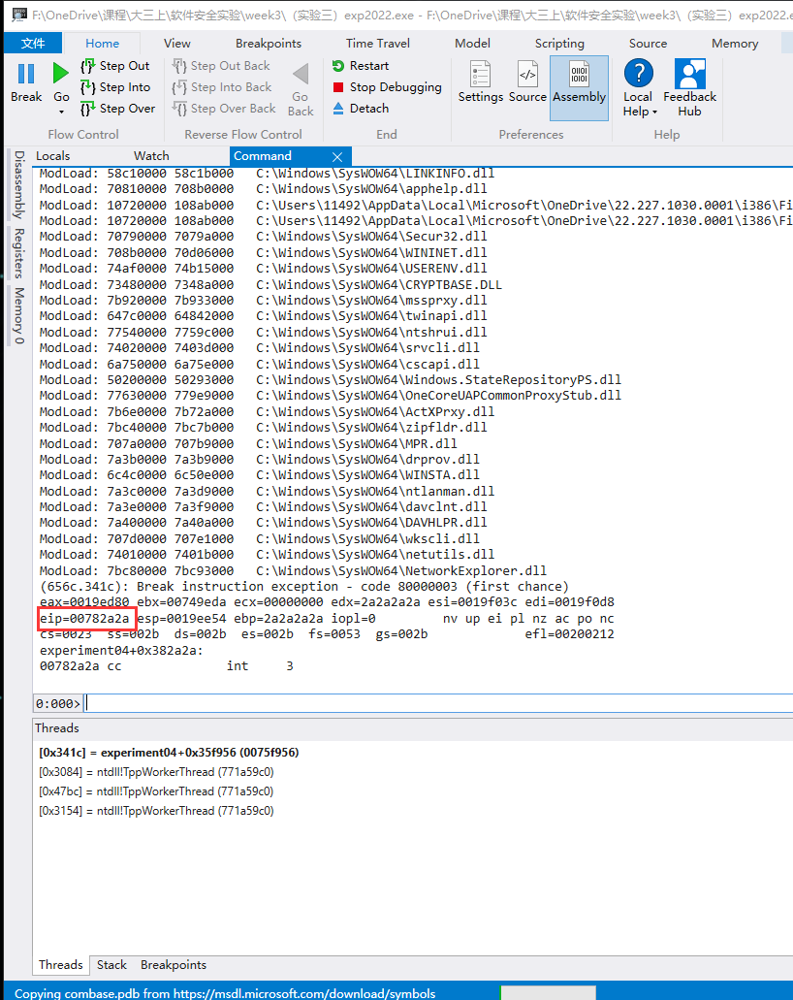 F:\OneDrive\课程\大三上\软件安全实验\week3\（实验三）exp2022.exe - F:\OneDrive\课程\大三上\软件安全实验\week3\（实验三）exp2022.
文件 Home View Breakpoints Time Travel Model Scripting Source Memory
Break
Go
Step Out
Step Into
Step Over
Flow Control
Step Out Back
Step Into Back
Step Over Back
Go Back
Reverse Flow Control
Restart
Stop Debugging
Detach
End
Settings Source Assembly
Preferences
Local Help
Feedback Hub
Help
Disassembly
Registers
Memory 0
Locals Watch Command
ModLoad: 58c10000 58c1b000 C:\Windows\SysWOW64\LINKINFO.dll
ModLoad: 70810000 708b0000 C:\Windows\SysWOW64\apphelp.dll
ModLoad: 10720000 108ab000 C:\Users\11492\AppData\Local\Microsoft\OneDrive\22.227.1030.0001\i386\Fi
ModLoad: 10720000 108ab000 C:\Users\11492\AppData\Local\Microsoft\OneDrive\22.227.1030.0001\i386\Fi
ModLoad: 70790000 7079a000 C:\Windows\SysWOW64\Secur32.dll
ModLoad: 708b0000 70d06000 C:\Windows\SysWOW64\WININET.dll
ModLoad: 74af0000 74b15000 C:\Windows\SysWOW64\USERENV.dll
ModLoad: 73480000 7348a000 C:\Windows\SysWOW64\CRYPTBASE.DLL
ModLoad: 7b920000 7b933000 C:\Windows\SysWOW64\mssprxy.dll
ModLoad: 647c0000 64842000 C:\Windows\SysWOW64\twinapi.dll
ModLoad: 77540000 7759c000 C:\Windows\SysWOW64\ntshrui.dll
ModLoad: 74020000 7403d000 C:\Windows\SysWOW64\srvcli.dll
ModLoad: 6a750000 6a75e000 C:\Windows\SysWOW64\cscapi.dll
ModLoad: 50200000 50293000 C:\Windows\SysWOW64\Windows.StateRepositoryPS.dll
ModLoad: 77630000 779e9000 C:\Windows\SysWOW64\OneCoreUAPCommonProxyStub.dll
ModLoad: 7b6e0000 7b72a000 C:\Windows\SysWOW64\ActXPrxy.dll
ModLoad: 7bc40000 7bc7b000 C:\Windows\SysWOW64\zipfldr.dll
ModLoad: 707a0000 707b9000 C:\Windows\SysWOW64\MPR.dll
ModLoad: 7a3b0000 7a3b9000 C:\Windows\SysWOW64\drprov.dll
ModLoad: 6c4c0000 6c50e000 C:\Windows\SysWOW64\WINSTA.dll
ModLoad: 7a3c0000 7a3d9000 C:\Windows\SysWOW64\ntlanman.dll
ModLoad: 7a3e0000 7a3f9000 C:\Windows\SysWOW64\davclnt.dll
ModLoad: 7a400000 7a40a000 C:\Windows\SysWOW64\DAVHLPR.dll
ModLoad: 707d0000 707e1000 C:\Windows\SysWOW64\wkscli.dll
ModLoad: 74010000 7401b000 C:\Windows\SysWOW64\netutils.dll
ModLoad: 7bc80000 7bc93000 C:\Windows\SysWOW64\NetworkExplorer.dll
(656c.341c): Break instruction exception - code 80000003 (first chance)
eax=0019ed80 ebx=00749eda ecx=00000000 edx=2a2a2a2a esi=0019f03c edi=0019f0d8
eip=00782a2a esp=0019ee54 ebp=2a2a2a2a iopl=0 nv up ei pl nz ac po nc
cs=0023 ss=002b ds=002b es=002b fs=0053 gs=002b efl=00200212
experiment04+0x382a2a:
00782a2a cc int 3
0:000>
Threads
[0x341c] = experiment04+0x35f956 (0075f956)
[0x3084] = ntdll!TppWorkerThread (771a59c0)
[0x47bc] = ntdll!TppWorkerThread (771a59c0)
[0x3154] = ntdll!TppWorkerThread (771a59c0)
Threads Stack Breakpoints
Copying combase.pdb from https://msdl.microsoft.com/download/symbols